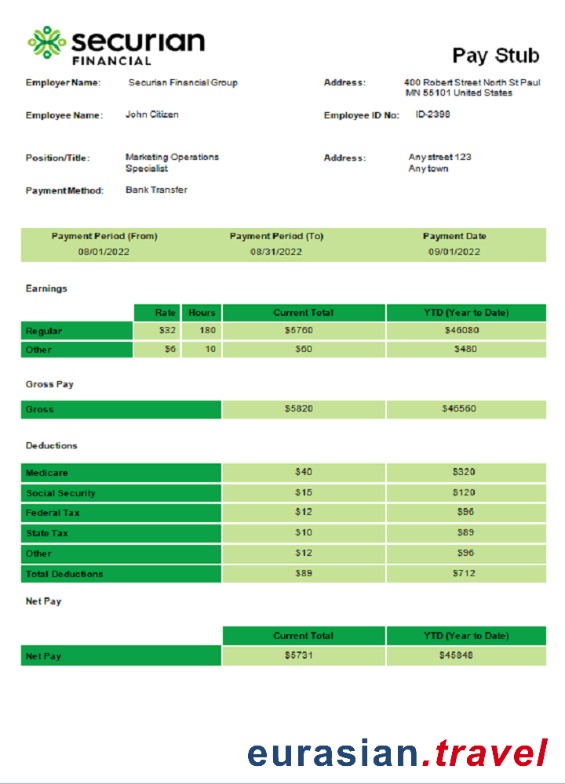 securian
FINANCIAL
Pay Stub
Employer Name: Securian Financial Group Address: 400 Robert Street North St Paul
MN 55101 United States
Employee Name: John Citizen Employee ID No: ID-2398
Position/Title: Marketing Operations Address: Any street 123
Specialist Any town
Payment Method: Bank Transfer
Payment Period (From) Payment Period (To) Payment Date
08/01/2022 08/31/2022 09/01/2022
Earnings
Rate Hours Current Total YTD (Year to Date)
Regular $32 180 $5760 $46080
Other $6 10 $60 $480
Gross Pay
Gross $5820 $46560
Deductions
Medicare $40 $320
Social Security $15 $120
Federal Tax $12 $96
State Tax $10 $89
Other $12 $96
Total Deductions $89 $712
Net Pay
Current Total YTD (Year to Date)
Net Pay $5731 $45848
eurasian.travel